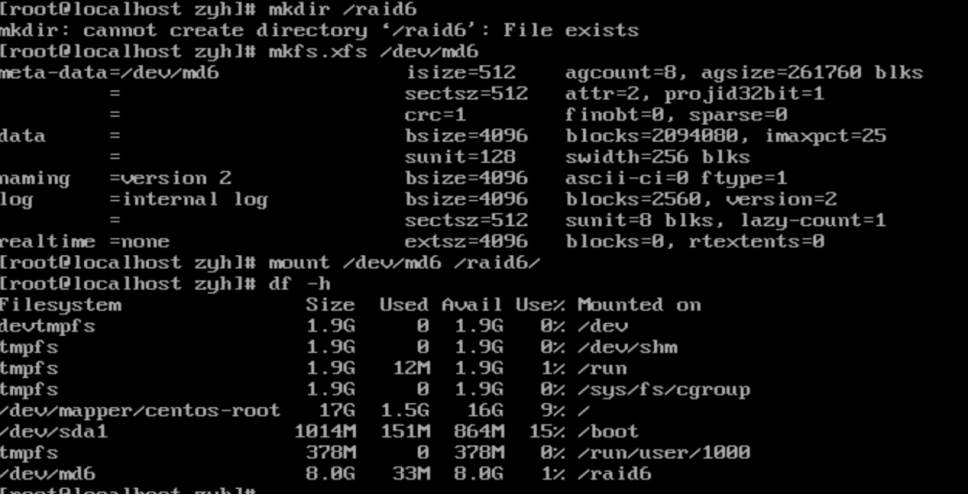 [root@localhost zyh]# mkdir /raid6
mkdir: cannot create directory ‘/raid6’: File exists
[root@localhost zyh]# mkfs.xfs /dev/md6
meta-data=/dev/md6               isize=512    agcount=8, agsize=261760 blks
         =                       sectsz=512   attr=2, projid32bit=1
         =                       crc=1        finobt=0, sparse=0
data     =                       bsize=4096   blocks=2094080, imaxpct=25
         =                       sunit=128    swidth=256 blks
naming   =version 2              bsize=4096   ascii-ci=0 ftype=1
log      =internal log           bsize=4096   blocks=2560, version=2
         =                       sectsz=512   sunit=8 blks, lazy-count=1
realtime =none                   extsz=4096   blocks=0, rtextents=0
[root@localhost zyh]# mount /dev/md6 /raid6/
[root@localhost zyh]# df -h
Filesystem               Size  Used Avail Use% Mounted on
devtmpfs                 1.9G     0  1.9G   0% /dev
tmpfs                    1.9G     0  1.9G   0% /dev/shm
tmpfs                    1.9G   12M  1.9G   1% /run
tmpfs                    1.9G     0  1.9G   0% /sys/fs/cgroup
/dev/mapper/centos-root   17G  1.5G   16G   9% /
/dev/sda1               1014M  151M  864M  15% /boot
tmpfs                    378M     0  378M   0% /run/user/1000
/dev/md6                 8.0G   33M  8.0G   1% /raid6
[root@localhost zyh]#